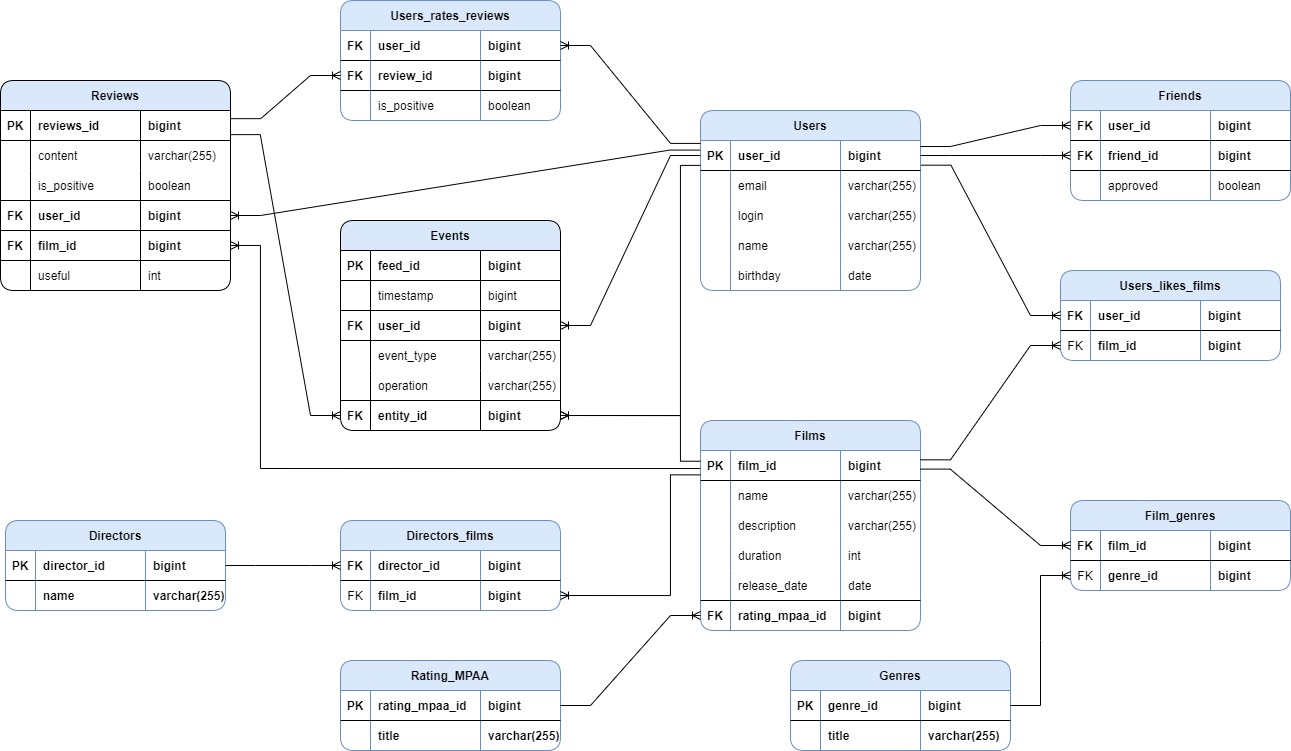 Users_rates_reviews
FK user_id bigint
FK review_id bigint
is_positive boolean
Reviews
PK reviews_id bigint
content varchar(255)
is_positive boolean
FK user_id bigint
FK film_id bigint
useful int
Users
PK user_id bigint
email varchar(255)
login varchar(255)
name varchar(255)
birthday date
Friends
FK user_id bigint
FK friend_id bigint
approved boolean
Events
PK feed_id bigint
timestamp bigint
FK user_id bigint
event_type varchar(255)
operation varchar(255)
FK entity_id bigint
Users_likes_films
FK user_id bigint
FK film_id bigint
Films
PK film_id bigint
name varchar(255)
description varchar(255)
duration int
release_date date
FK rating_mpaa_id bigint
Directors
PK director_id bigint
name varchar(255)
Directors_films
FK director_id bigint
FK film_id bigint
Film_genres
FK film_id bigint
FK genre_id bigint
Rating_MPAA
PK rating_mpaa_id bigint
title varchar(255)
Genres
PK genre_id bigint
title varchar(255)